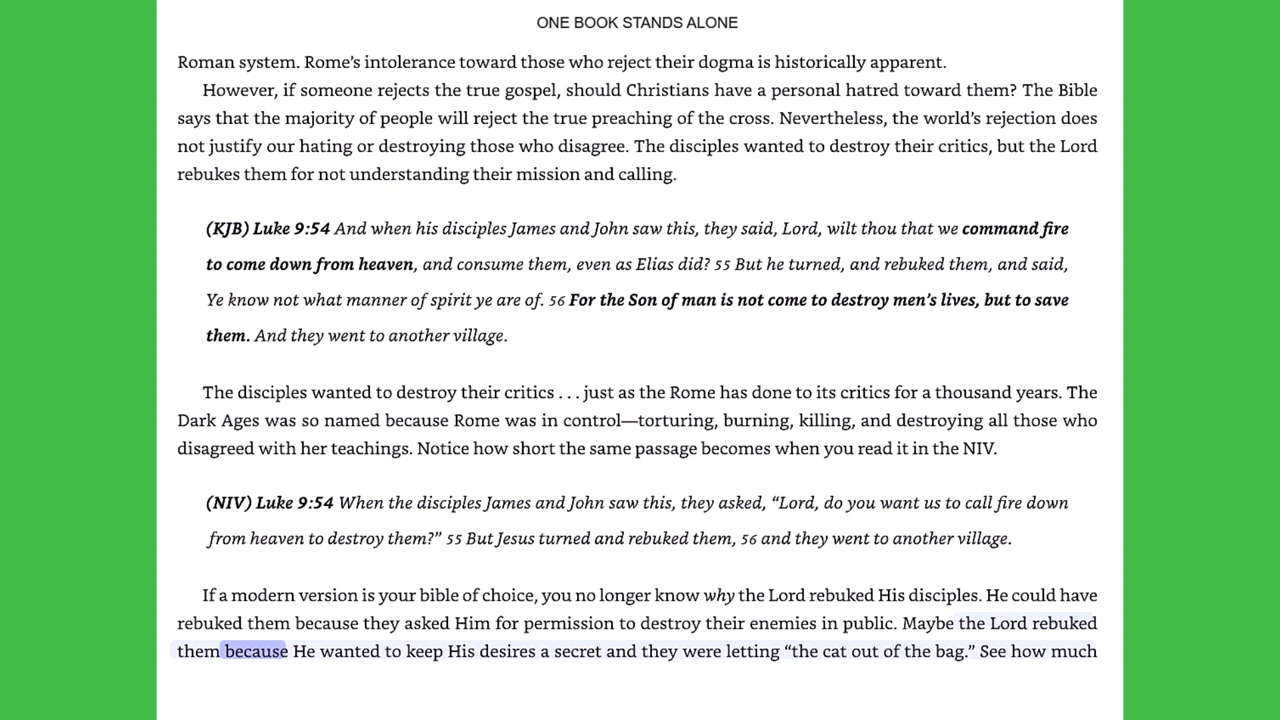 ONE BOOK STANDS ALONE
Roman system. Rome’s intolerance toward those who reject their dogma is historically apparent.
However, if someone rejects the true gospel, should Christians have a personal hatred toward them? The Bible
says that the majority of people will reject the true preaching of the cross. Nevertheless, the world’s rejection does
not justify our hating or destroying those who disagree. The disciples wanted to destroy their critics, but the Lord
rebukes them for not understanding their mission and calling.
(KJB) Luke 9:54 And when his disciples James and John saw this, they said, Lord, wilt thou that we command fire
to come down from heaven, and consume them, even as Elias did? 55 But he turned, and rebuked them, and said,
Ye know not what manner of spirit ye are of. 56 For the Son of man is not come to destroy men’s lives, but to save
them. And they went to another village.
The disciples wanted to destroy their critics . . . just as the Rome has done to its critics for a thousand years. The
Dark Ages was so named because Rome was in control—torturing, burning, killing, and destroying all those who
disagreed with her teachings. Notice how short the same passage becomes when you read it in the NIV.
(NIV) Luke 9:54 When the disciples James and John saw this, they asked, “Lord, do you want us to call fire down
from heaven to destroy them?” 55 But Jesus turned and rebuked them, 56 and they went to another village.
If a modern version is your bible of choice, you no longer know why the Lord rebuked His disciples. He could have
rebuked them because they asked Him for permission to destroy their enemies in public. Maybe the Lord rebuked
them because He wanted to keep His desires a secret and they were letting “the cat out of the bag.” See how much